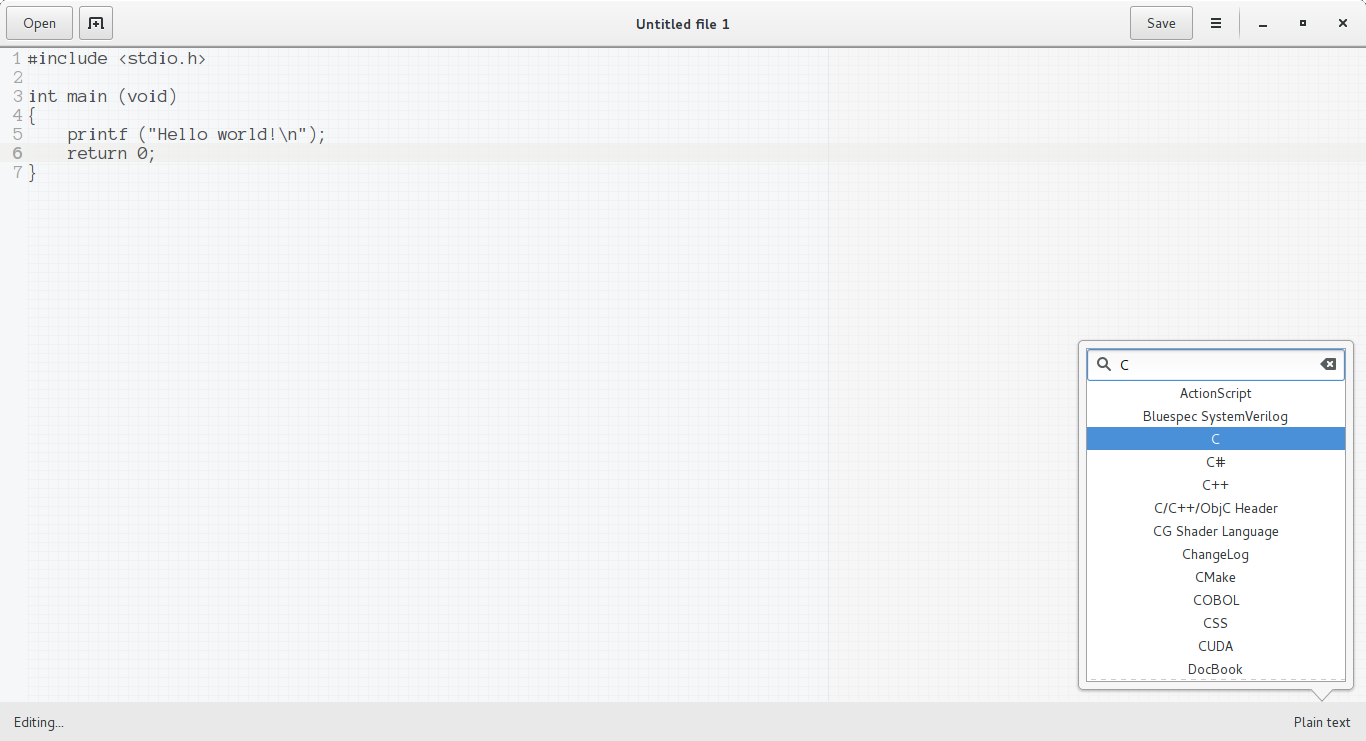 Open
Untitled file 1
Save
1 #include <stdio.h>
2
3 int main (void)
4 {
5     printf ("Hello world!\n");
6     return 0;
7 }
C
ActionScript
Bluespec SystemVerilog
C
C#
C++
C/C++/ObjC Header
CG Shader Language
ChangeLog
CMake
COBOL
CSS
CUDA
DocBook
Editing...
Plain text